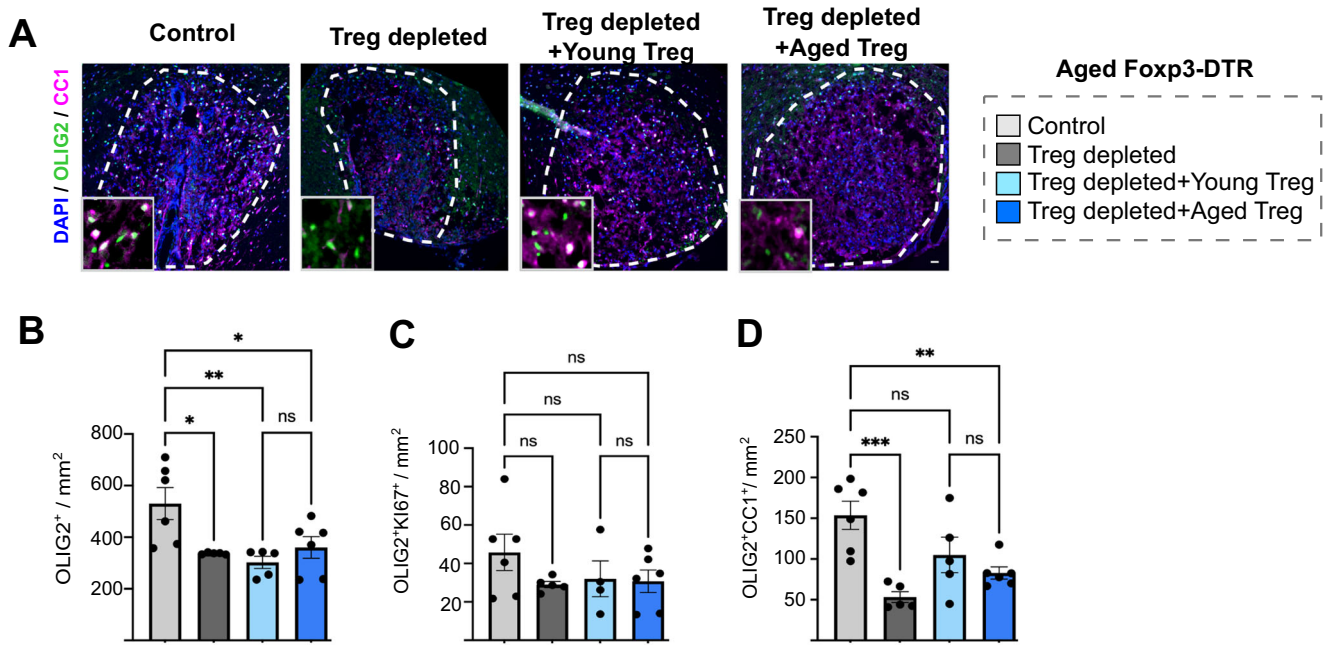 A
Control
Treg depleted
Treg depleted
+Young Treg
Treg depleted
+Aged Treg
DAPI / OLIG2 / CC1
Aged Foxp3-DTR
Control
Treg depleted
Treg depleted+Young Treg
Treg depleted+Aged Treg
B
*
**
*
ns
800
600
400
200
OLIG2⁺ / mm²
C
ns
ns
ns
ns
100
80
60
40
20
OLIG2⁺KI67⁺ / mm²
D
**
ns
***
ns
250
200
150
100
50
OLIG2⁺CC1⁺/ mm²